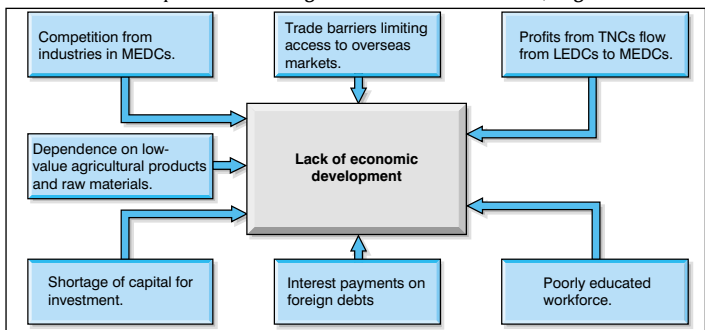 Competition from
industries in MEDCs.
Trade barriers limiting
access to overseas
markets.
Profits from TNCs flow
from LEDCs to MEDCs.
Dependence on low-
value agricultural products
and raw materials.
Lack of economic
development
Shortage of capital for
investment.
Interest payments on
foreign debts
Poorly educated
workforce.